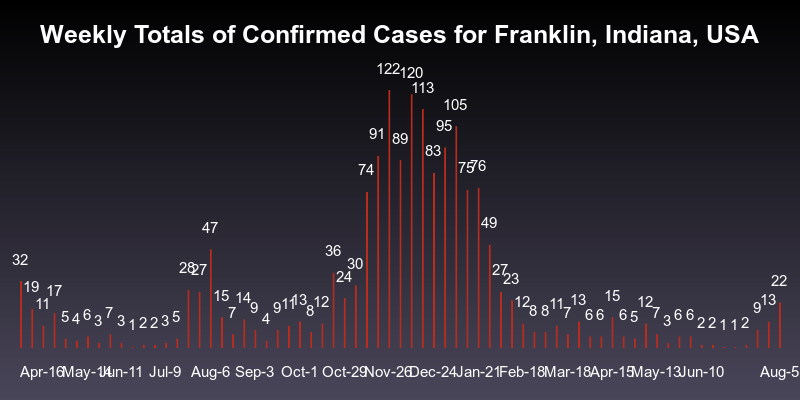 Weekly Totals of Confirmed Cases for Franklin, Indiana, USA
32 19 11 17 5 4 6 3 7 3 1 2 2 3 5 28 27 47 15 7 14 9 4 9 11 13 8 12 36 24 30 74 91 122 89 120 113 83 95 105 75 76 49 27 23 12 8 8 11 7 13 6 6 15 6 5 12 7 3 6 6 2 2 1 1 2 9 13 22
Apr-16 May-14 Jun-11 Jul-9 Aug-6 Sep-3 Oct-1 Oct-29 Nov-26 Dec-24 Jan-21 Feb-18 Mar-18 Apr-15 May-13 Jun-10 Aug-5